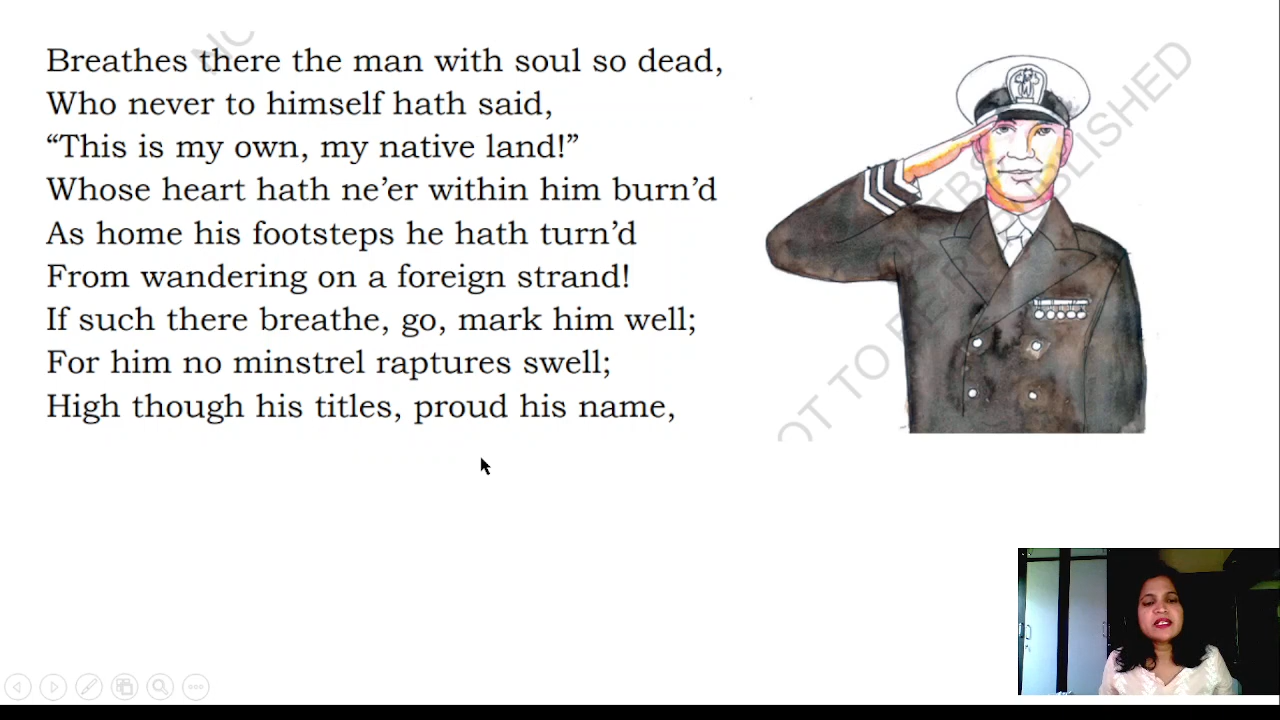 Breathes there the man with soul so dead,
Who never to himself hath said,
“This is my own, my native land!”
Whose heart hath ne’er within him burn’d
As home his footsteps he hath turn’d
From wandering on a foreign strand!
If such there breathe, go, mark him well;
For him no minstrel raptures swell;
High though his titles, proud his name,